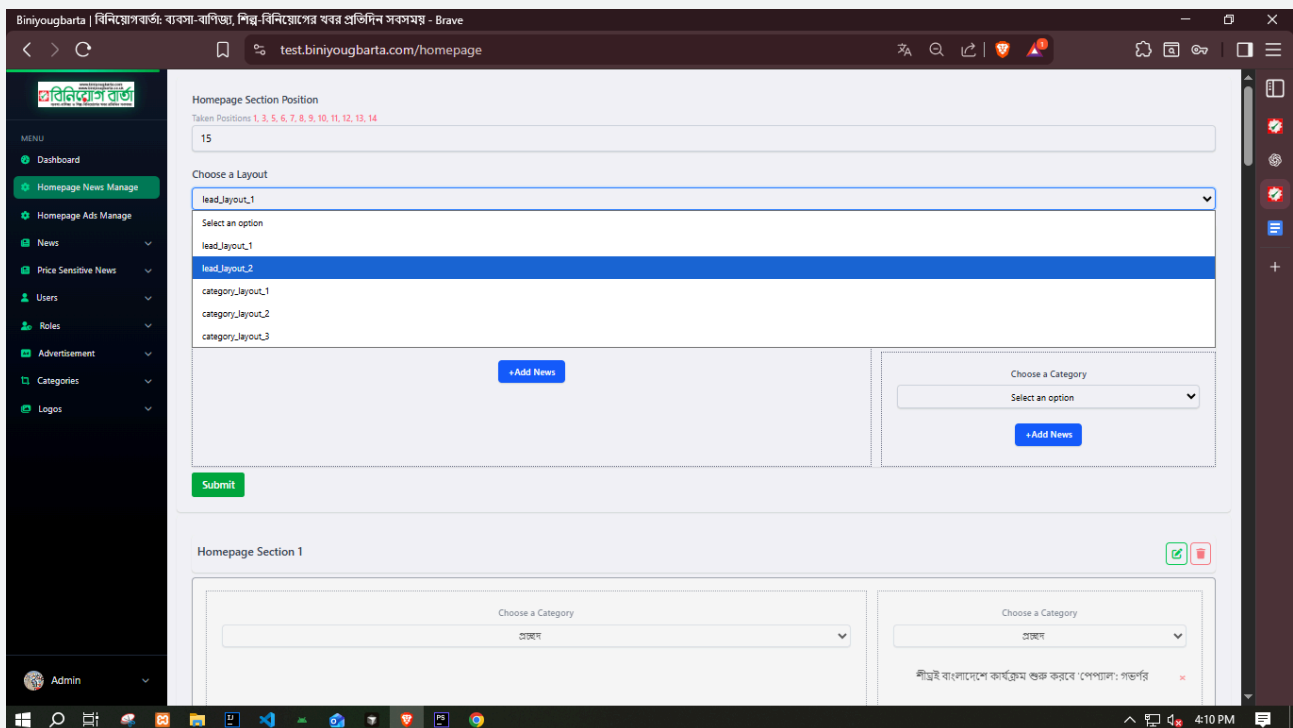 Biniyougbarta | বিনিয়োগবার্তা: ব্যবসা-বাণিজ্য, শিল্প-বিনিয়োগের খবর প্রতিদিন সবসময় - Brave
test.biniyougbarta.com/homepage
বিনিয়োগ বার্তা
MENU
Dashboard
Homepage News Manage
Homepage Ads Manage
News
Price Sensitive News
Users
Roles
Advertisement
Categories
Logos
Admin
Homepage Section Position
Taken Positions 1, 3, 5, 6, 7, 8, 9, 10, 11, 12, 13, 14
15
Choose a Layout
lead_layout_1
Select an option
lead_layout_1
lead_layout_2
category_layout_1
category_layout_2
category_layout_3
+Add News
Choose a Category
Select an option
+Add News
Submit
Homepage Section 1
Choose a Category
প্রচ্ছদ
Choose a Category
প্রচ্ছদ
শীঘ্রই বাংলাদেশে কার্যক্রম শুরু করবে 'পেপ্যাল': গভর্নর
4:10 PM